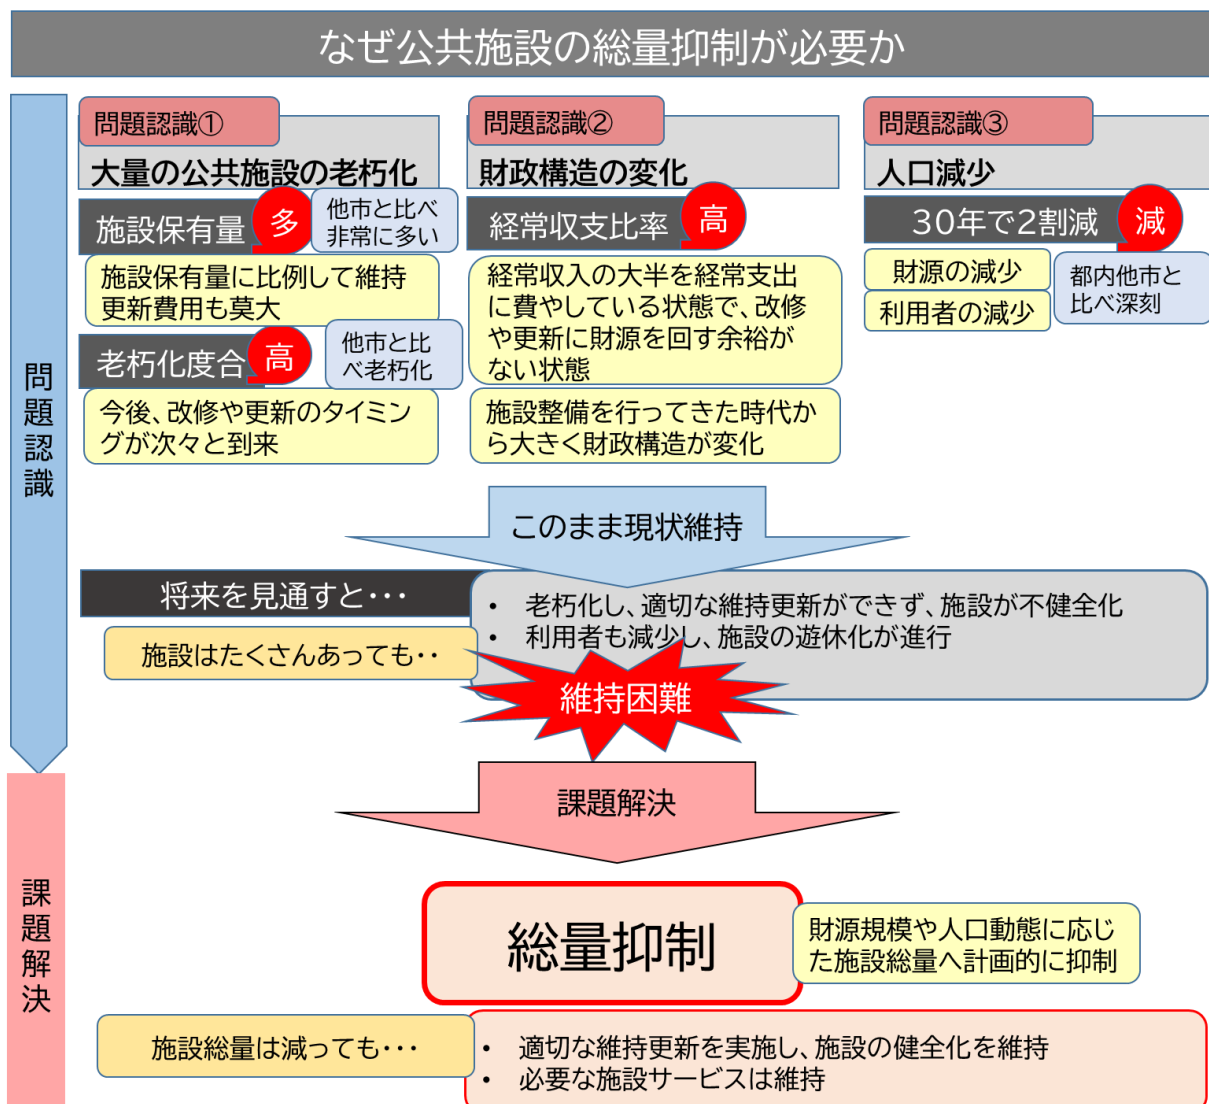 なぜ公共施設の総量抑制が必要か
問題認識
問題認識①
大量の公共施設の老朽化
施設保有量
多
他市と比べ
非常に多い
施設保有量に比例して維持
更新費用も莫大
老朽化度合
高
他市と比
べ老朽化
今後、改修や更新のタイミン
グが次々と到来
問題認識②
財政構造の変化
経常収支比率
高
経常収入の大半を経常支出
に費やしている状態で、改修
や更新に財源を回す余裕が
ない状態
施設整備を行ってきた時代か
ら大きく財政構造が変化
問題認識③
人口減少
30年で2割減
減
財源の減少
利用者の減少
都内他市と
比べ深刻
このまま現状維持
将来を見通すと・・・
施設はたくさんあっても・・
• 老朽化し、適切な維持更新ができず、施設が不健全化
• 利用者も減少し、施設の遊休化が進行
維持困難
課題解決
課題解決
総量抑制
財源規模や人口動態に応じ
た施設総量へ計画的に抑制
施設総量は減っても・・・
• 適切な維持更新を実施し、施設の健全化を維持
• 必要な施設サービスは維持